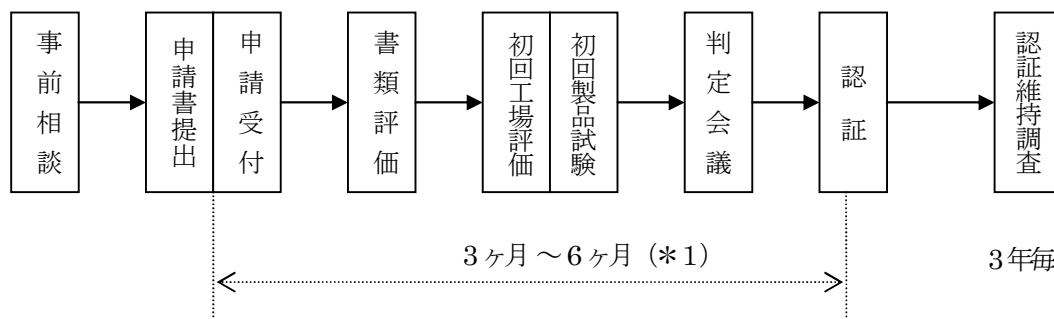 事前相談
申請書提出
申請受付
書類評価
初回工場評価
初回製品試験
判定会議
認証
認証維持調査
3ヶ月～6ヶ月（＊1）
3年毎